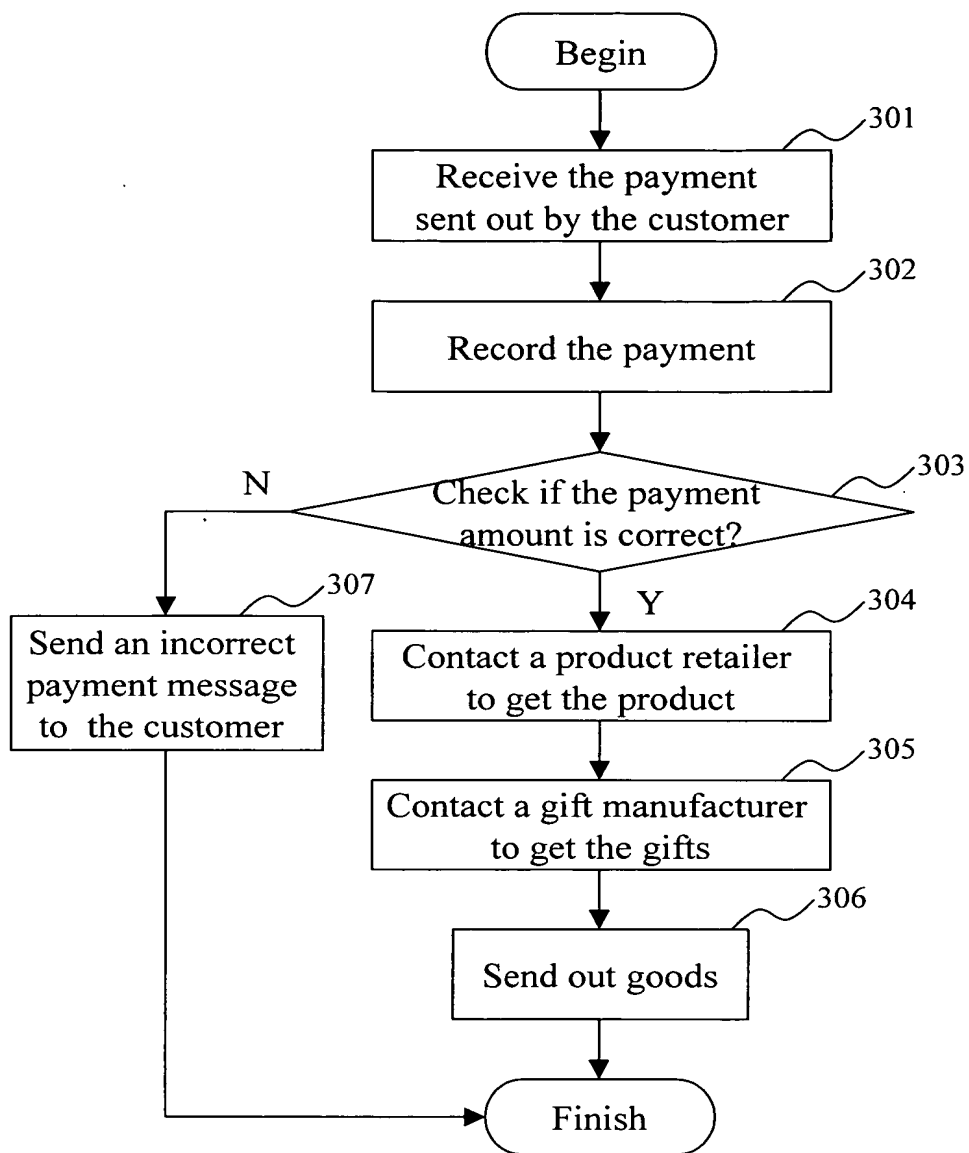 Begin
301
Receive the payment
sent out by the customer
302
Record the payment
303
Check if the payment
amount is correct?
N
Y
307
Send an incorrect
payment message
to the customer
304
Contact a product retailer
to get the product
305
Contact a gift manufacturer
to get the gifts
306
Send out goods
Finish